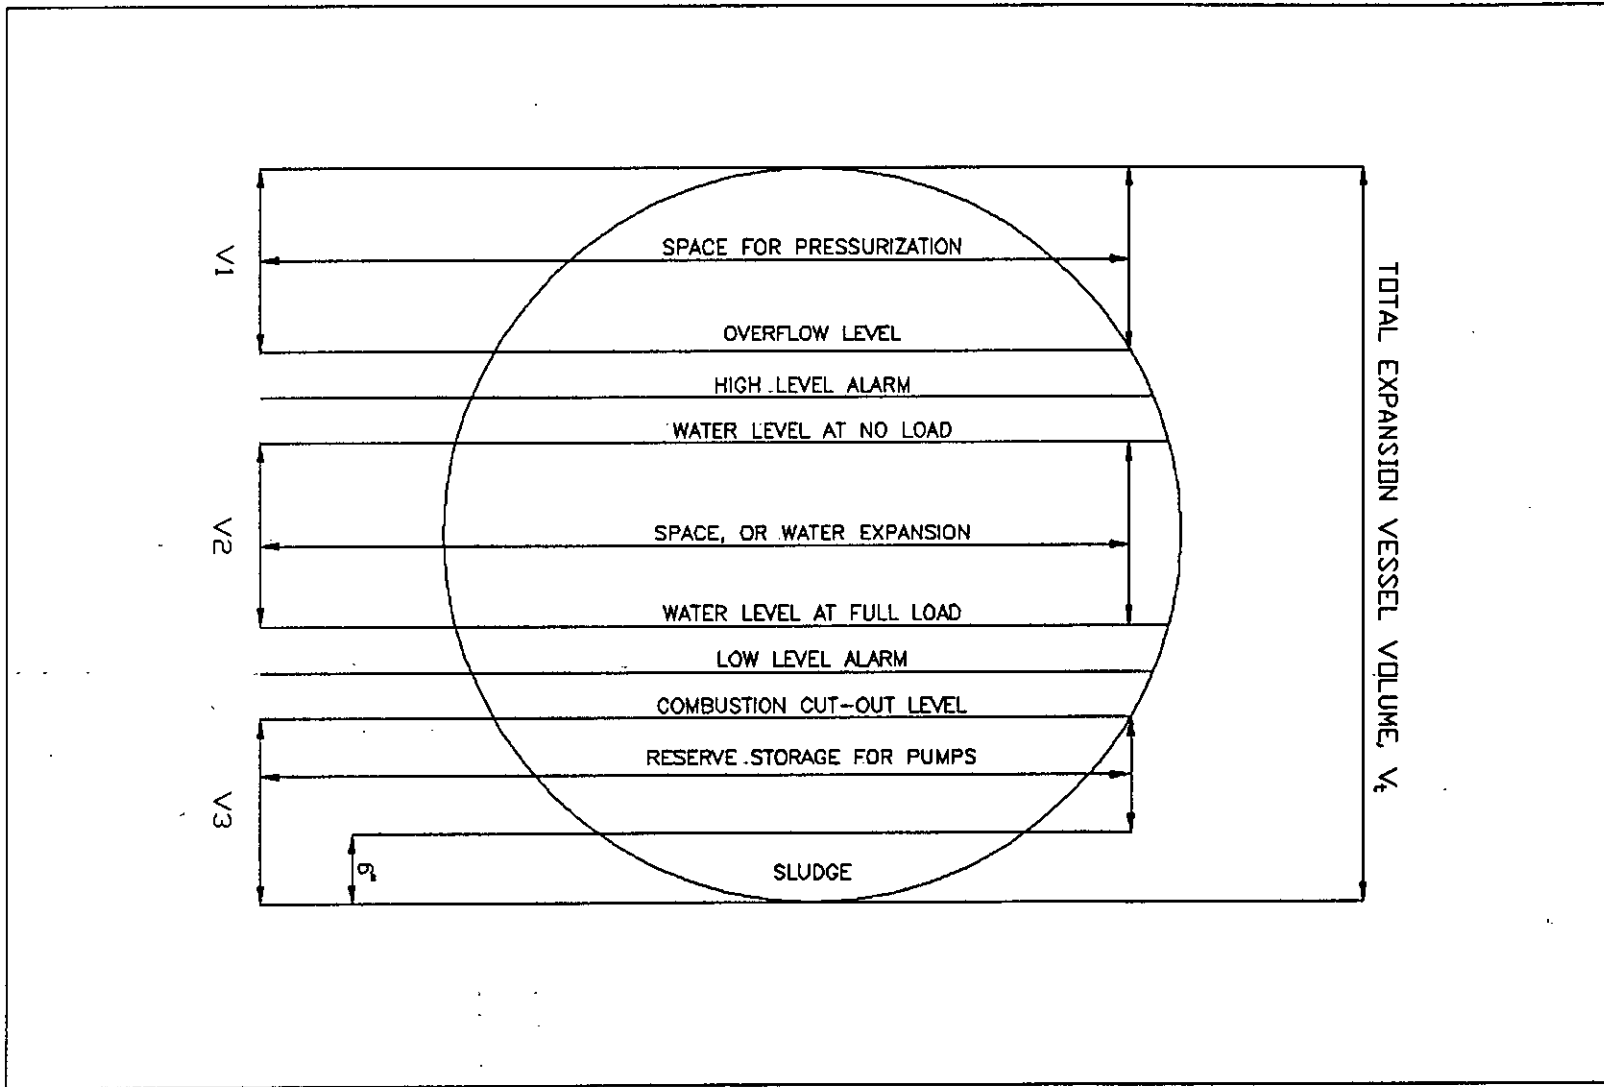 SPACE FOR PRESSURIZATION
V1
OVERFLOW LEVEL
HIGH LEVEL ALARM
WATER LEVEL AT NO LOAD
SPACE, OR WATER EXPANSION
V2
WATER LEVEL AT FULL LOAD
LOW LEVEL ALARM
COMBUSTION CUT-OUT LEVEL
RESERVE STORAGE FOR PUMPS
V3
6"
SLUDGE
TOTAL EXPANSION VESSEL VOLUME, Vt